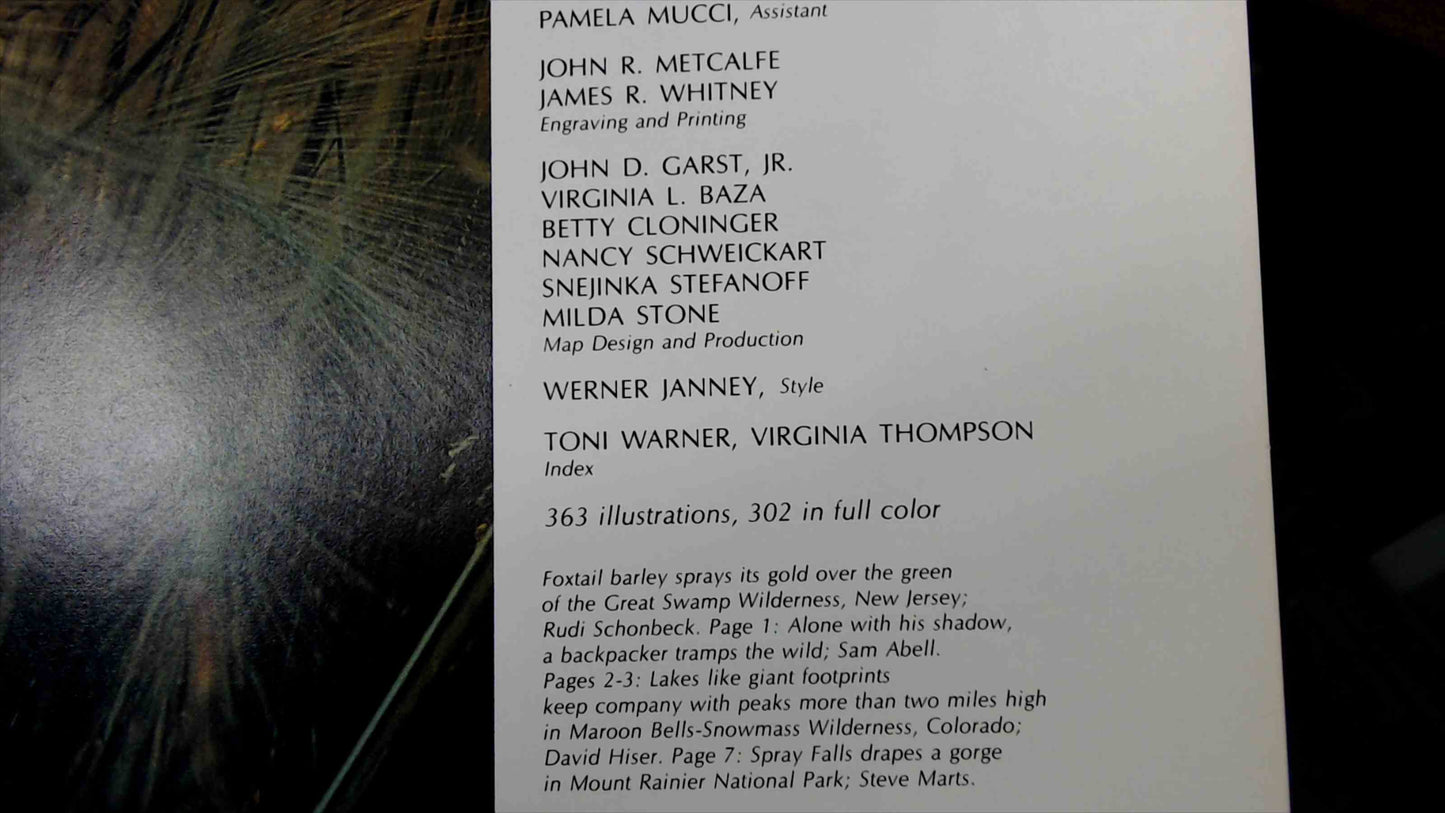 PAMELA MUCCI, Assistant
JOHN R. METCALFE
JAMES R. WHITNEY
Engraving and Printing
JOHN D. GARST, JR.
VIRGINIA L. BAZA
BETTY CLONINGER
NANCY SCHWEICKART
SNEJINKA STEFANOFF
MILDA STONE
Map Design and Production
WERNER JANNEY, Style
TONI WARNER, VIRGINIA THOMPSON
Index
363 illustrations, 302 in full color
Foxtail barley sprays its gold over the green
of the Great Swamp Wilderness, New Jersey;
Rudi Schonbeck. Page 1: Alone with his shadow,
a backpacker tramps the wild; Sam Abell.
Pages 2-3: Lakes like giant footprints
keep company with peaks more than two miles high
in Maroon Bells-Snowmass Wilderness, Colorado;
David Hiser. Page 7: Spray Falls drapes a gorge
in Mount Rainier National Park; Steve Marts.